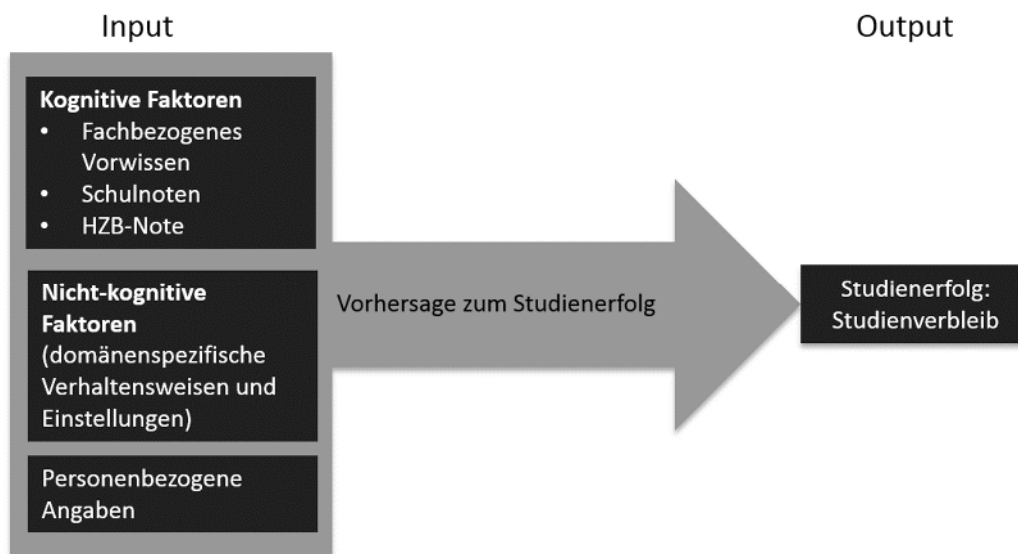 Input
Output
Kognitive Faktoren
• Fachbezogenes
Vorwissen
• Schulnoten
• HZB-Note
Nicht-kognitive
Faktoren
(domänenspezifische
Verhaltensweisen und
Einstellungen)
Personenbezogene
Angaben
Vorhersage zum Studienerfolg
Studienerfolg:
Studienverbleib